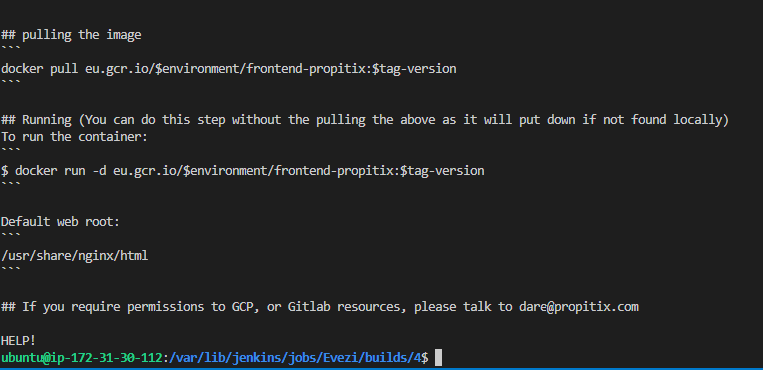 ## pulling the image
```
docker pull eu.gcr.io/$environment/frontend-propitix:$tag-version
```
## Running (You can do this step without the pulling the above as it will put down if not found locally)
To run the container:
```
$ docker run -d eu.gcr.io/$environment/frontend-propitix:$tag-version
```
Default web root:
```
/usr/share/nginx/html
```
## If you require permissions to GCP, or Gitlab resources, please talk to dare@propitix.com
HELP!
ubuntu@ip-172-31-30-112:/var/lib/jenkins/jobs/Evezi/builds/4$